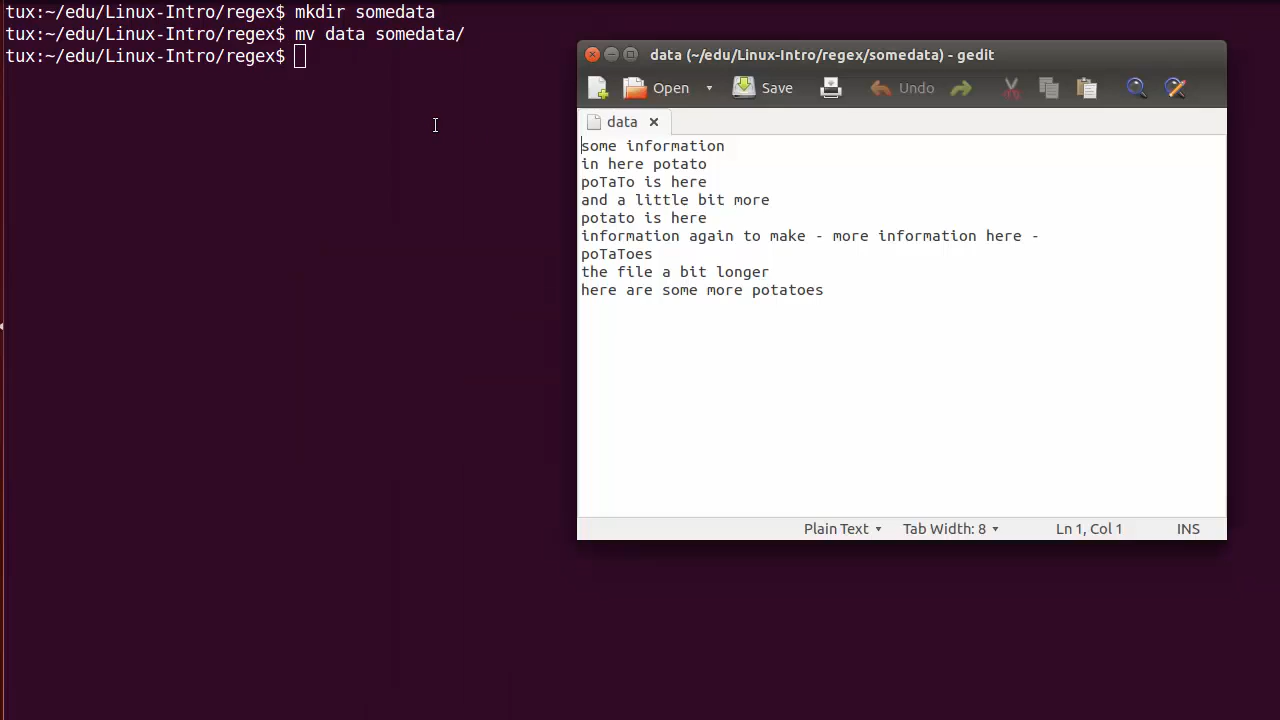 tux:~/edu/Linux-Intro/regex$ mkdir somedata
tux:~/edu/Linux-Intro/regex$ mv data somedata/
tux:~/edu/Linux-Intro/regex$
data (~/edu/Linux-Intro/regex/somedata) - gedit
Open Save Undo
data
some information
in here potato
poTaTo is here
and a little bit more
potato is here
information again to make - more information here -
poTaToes
the file a bit longer
here are some more potatoes
Plain Text Tab Width: 8 Ln 1, Col 1 INS